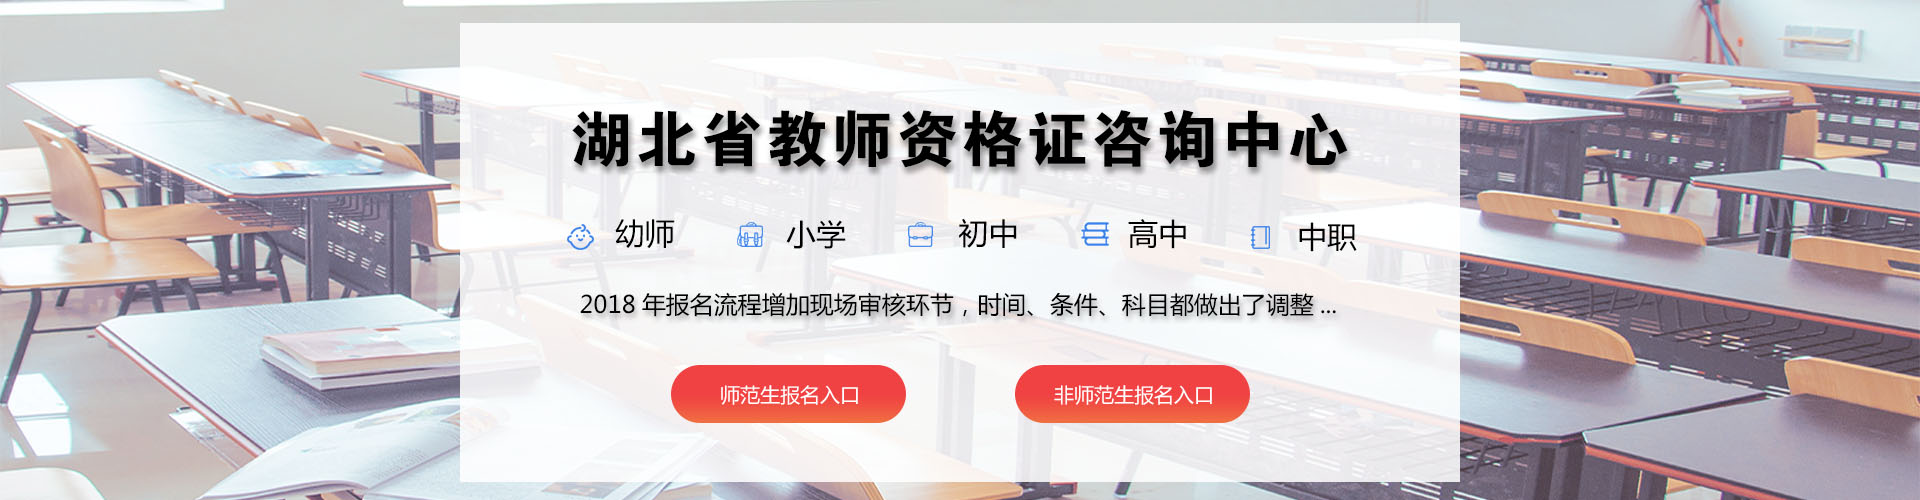 湖北省教师资格证咨询中心
幼师 小学 初中 高中 中职
2018 年报名流程增加现场审核环节，时间、条件、科目都做出了调整 ...
师范生报名入口 非师范生报名入口